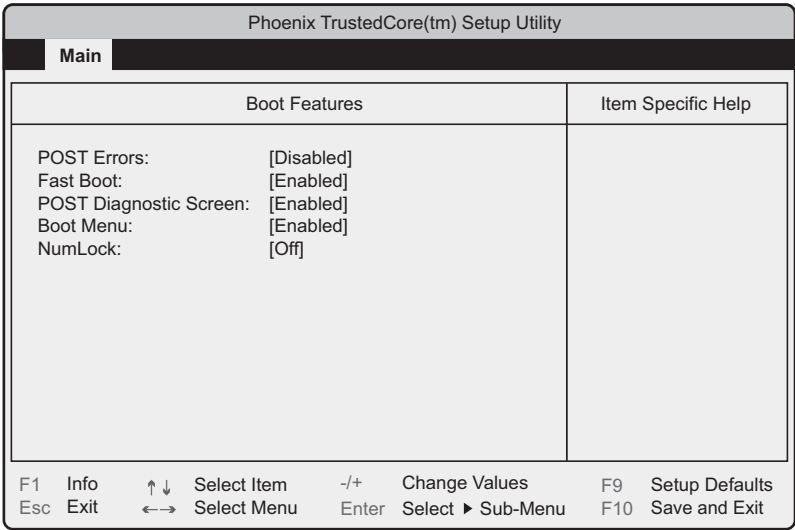 Phoenix TrustedCore(tm) Setup Utility
Main
Boot Features
Item Specific Help
POST Errors: [Disabled]
Fast Boot: [Enabled]
POST Diagnostic Screen: [Enabled]
Boot Menu: [Enabled]
NumLock: [Off]
F1 Info ↑↓ Select Item -/+ Change Values F9 Setup Defaults
Esc Exit ←→ Select Menu Enter Select ▶ Sub-Menu F10 Save and Exit